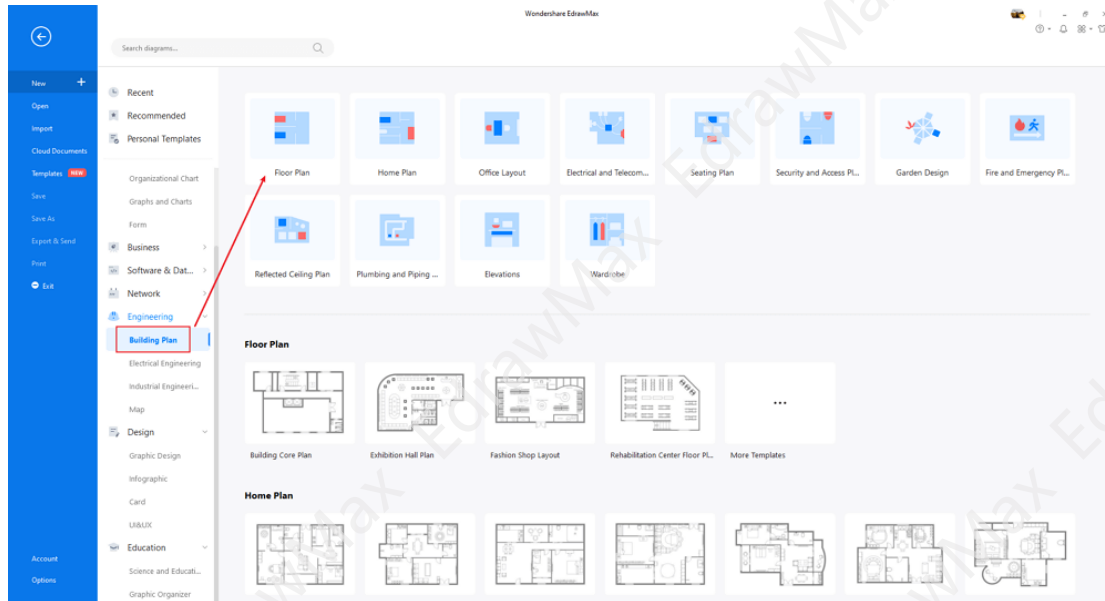 Wondershare EdrawMax
Search diagrams...
New +
Open
Import
Cloud Documents
Templates NEW
Save
Save As
Export & Send
Print
Exit
Account
Options
Recent
Recommended
Personal Templates
Organizational Chart
Graphs and Charts
Form
Business
Software & Dat...
Network
Engineering
Building Plan
Electrical Engineering
Industrial Engineeri...
Map
Design
Graphic Design
Infographic
Card
UI&UX
Education
Science and Educati...
Graphic Organizer
Floor Plan
Home Plan
Office Layout
Electrical and Telecom...
Seating Plan
Security and Access Pl...
Garden Design
Fire and Emergency Pl...
Reflected Ceiling Plan
Plumbing and Piping ...
Elevations
Wardrobe
Floor Plan
Building Core Plan
Exhibition Hall Plan
Fashion Shop Layout
Rehabilitation Center Floor Pl...
...
More Templates
Home Plan
EdrawMax
EdrawMax